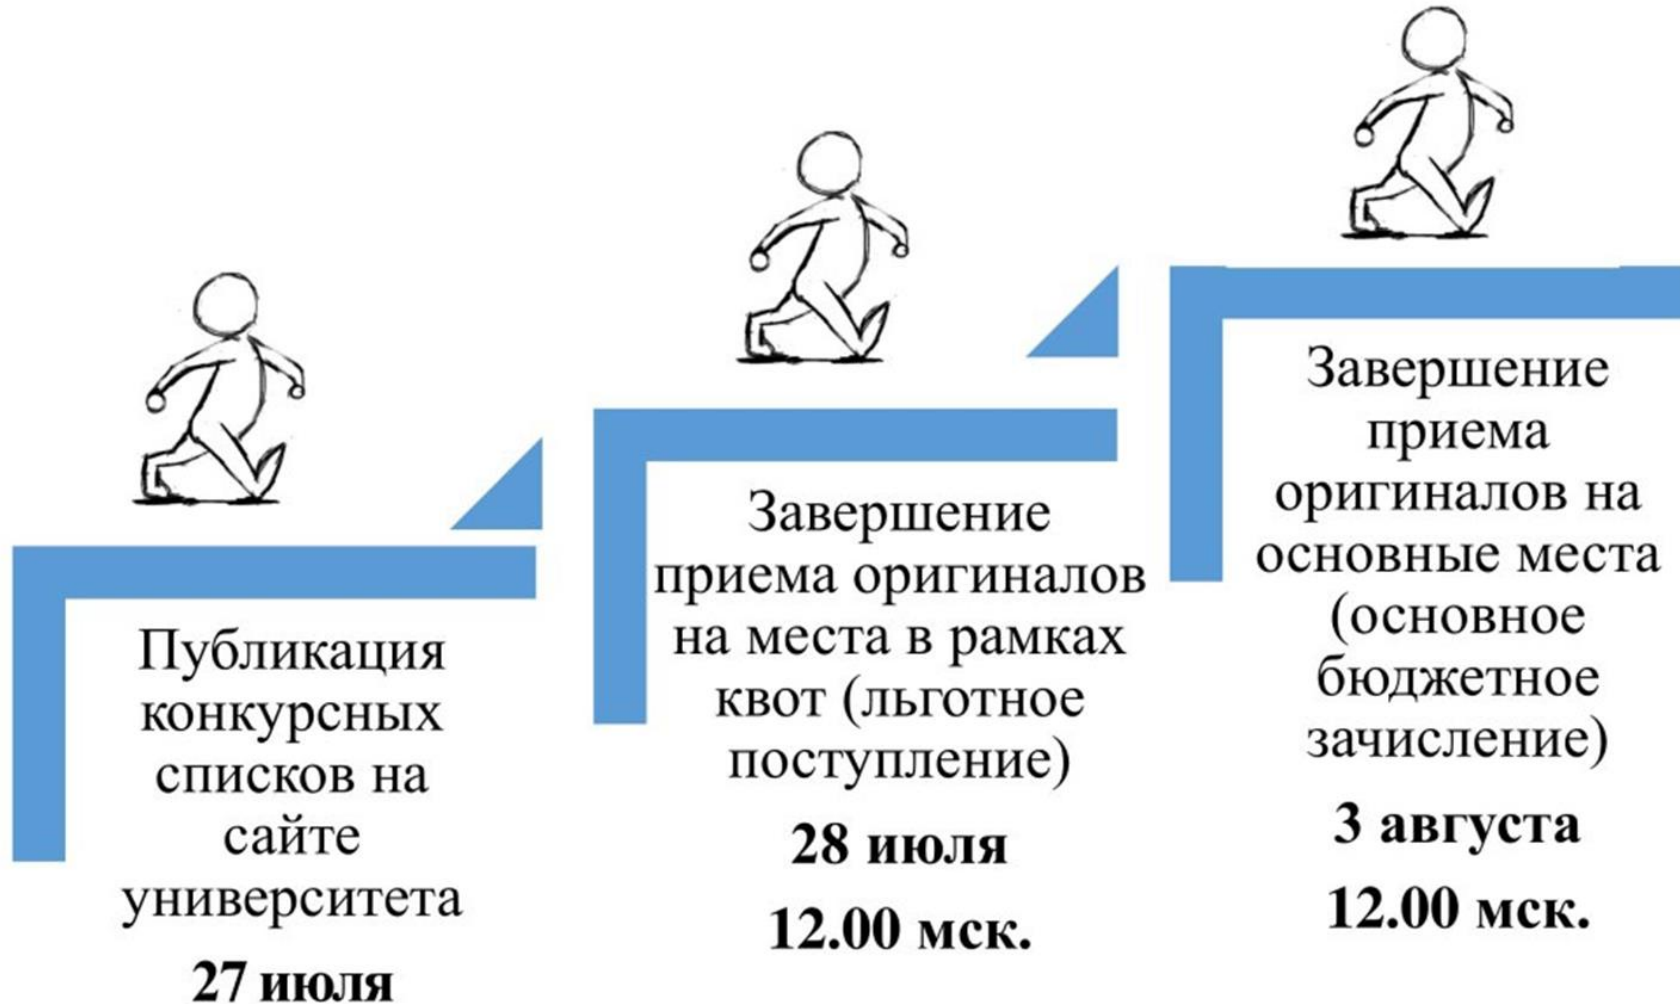 Публикация
конкурсных
списков на
сайте
университета
27 июля
Завершение
приема оригиналов
на места в рамках
квот (льготное
поступление)
28 июля
12.00 мск.
Завершение
приема
оригиналов на
основные места
(основное
бюджетное
зачисление)
3 августа
12.00 мск.